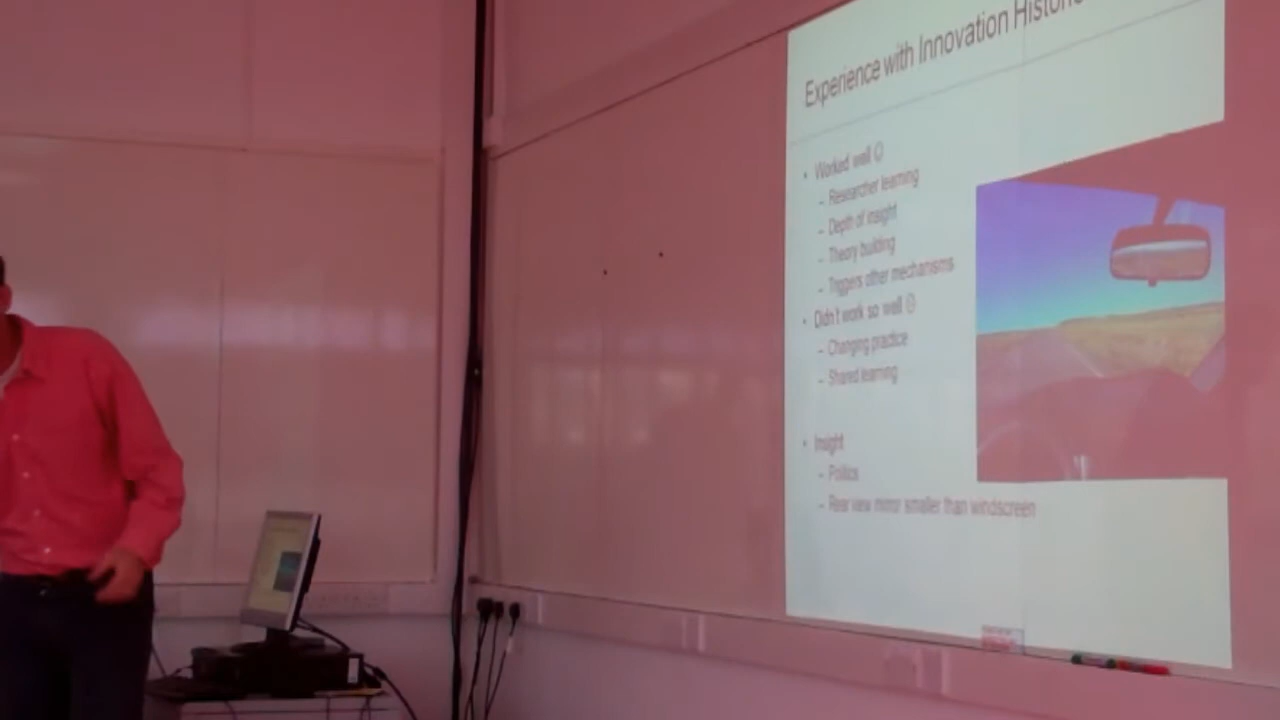 Experience with Innovation Histori
• Worked well ☺
– Researcher learning
– Depth of insight
– Theory building
– Triggers other mechanisms
• Didn't work so well ☹
– Changing practice
– Shared learning
• Insight
– Politics
– Rear view mirror smaller than windscreen